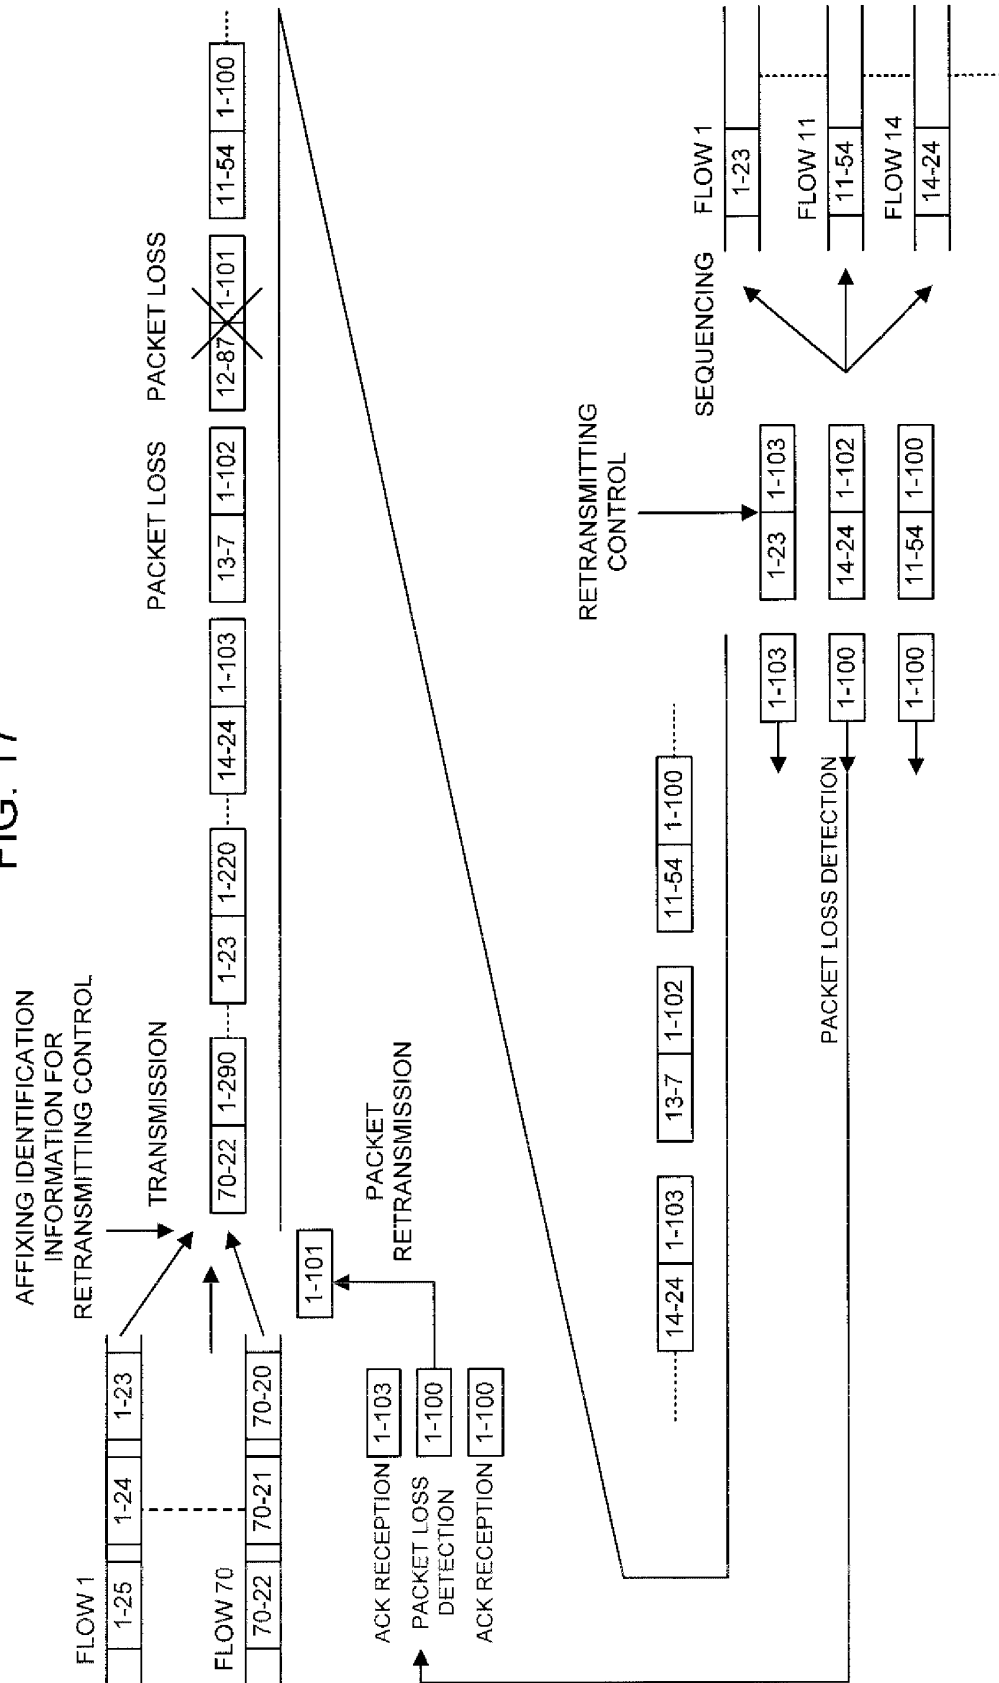 FIG. 17
AFFIXING IDENTIFICATION
INFORMATION FOR
RETRANSMITTING CONTROL
FLOW 1
1-25
1-24
1-23
FLOW 70
70-22
70-21
70-20
TRANSMISSION
70-22 1-290
1-23 1-220
14-24 1-103
PACKET LOSS
13-7 1-102
PACKET LOSS
12-87 1-101
11-54 1-100
1-101
PACKET
RETRANSMISSION
ACK RECEPTION
1-103
PACKET LOSS
DETECTION
1-100
ACK RECEPTION
1-100
14-24 1-103
13-7 1-102
11-54 1-100
RETRANSMITTING
CONTROL
1-103
1-23 1-103
1-100
14-24 1-102
1-100
11-54 1-100
PACKET LOSS DETECTION
SEQUENCING
FLOW 1
1-23
FLOW 11
11-54
FLOW 14
14-24